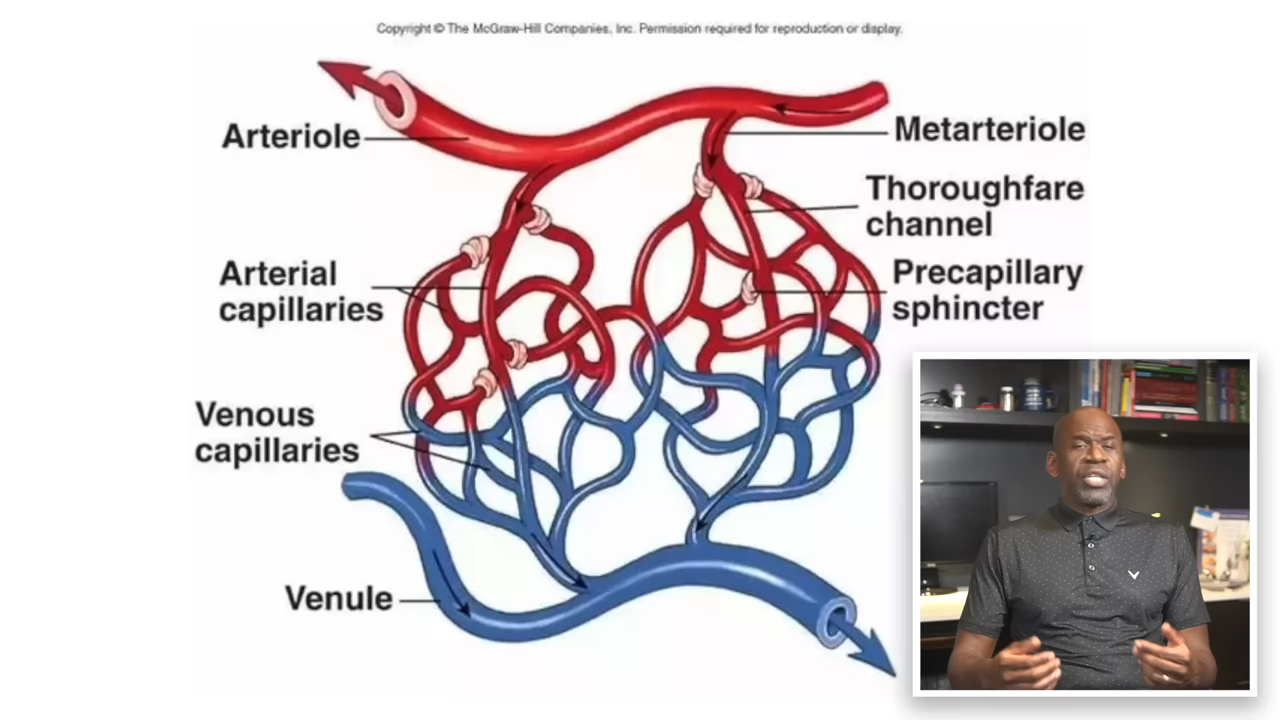 Copyright © The McGraw-Hill Companies, Inc. Permission required for reproduction or display.
Arteriole
Metarteriole
Thoroughfare
channel
Arterial
capillaries
Precapillary
sphincter
Venous
capillaries
Venule